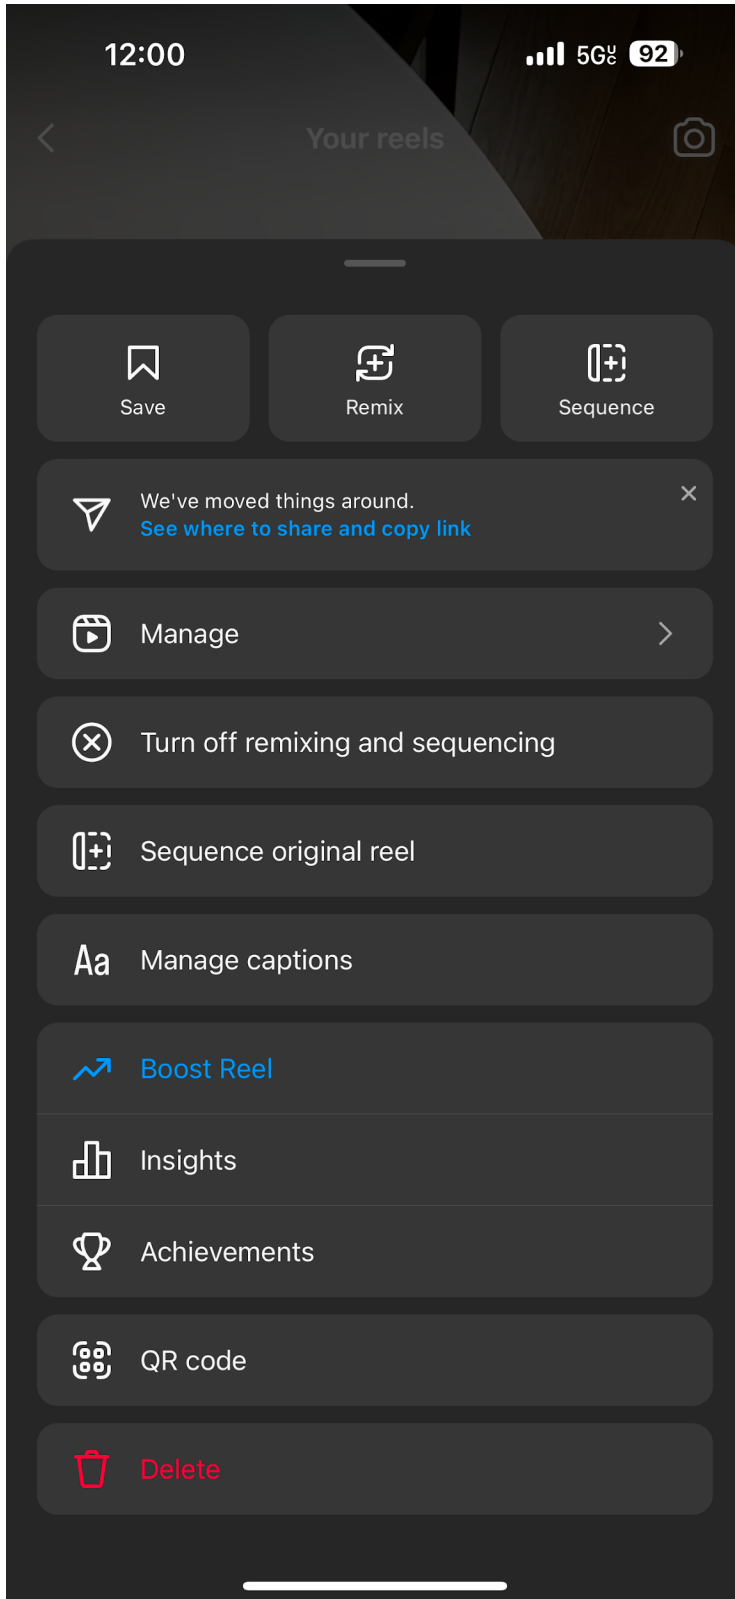 12:00
5GUC
92
Your reels
Save
Remix
Sequence
We've moved things around.
See where to share and copy link
Manage
Turn off remixing and sequencing
Sequence original reel
Aa
Manage captions
Boost Reel
Insights
Achievements
QR code
Delete